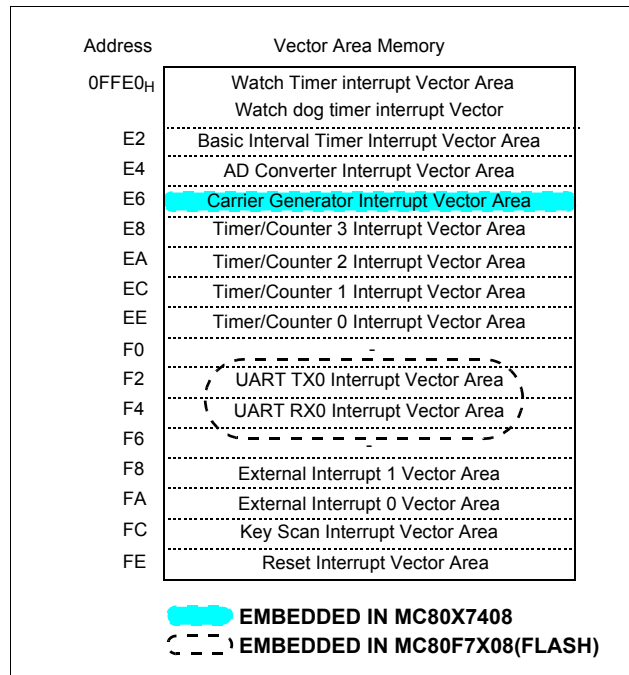 Address Vector Area Memory
0FFE0H Watch Timer interrupt Vector Area
Watch dog timer interrupt Vector
E2 Basic Interval Timer Interrupt Vector Area
E4 AD Converter Interrupt Vector Area
E6 Carrier Generator Interrupt Vector Area
E8 Timer/Counter 3 Interrupt Vector Area
EA Timer/Counter 2 Interrupt Vector Area
EC Timer/Counter 1 Interrupt Vector Area
EE Timer/Counter 0 Interrupt Vector Area
F0 -
F2 UART TX0 Interrupt Vector Area
F4 UART RX0 Interrupt Vector Area
F6 -
F8 External Interrupt 1 Vector Area
FA External Interrupt 0 Vector Area
FC Key Scan Interrupt Vector Area
FE Reset Interrupt Vector Area
EMBEDDED IN MC80X7408
EMBEDDED IN MC80F7X08(FLASH)